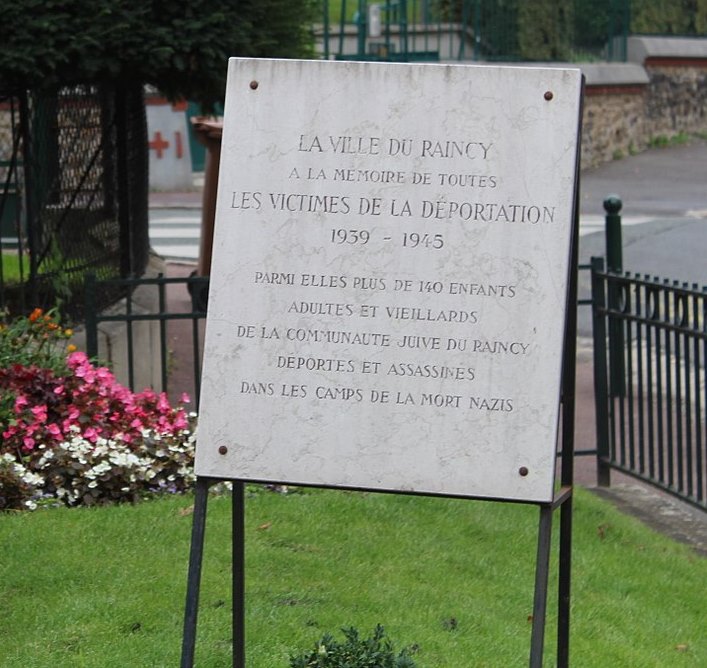 LA VILLE DU RAINCY
A LA MÉMOIRE DE TOUTES
LES VICTIMES DE LA DÉPORTATION
1939 - 1945
PARMI ELLES PLUS DE 140 ENFANTS
ADULTES ET VIEILLARDS
DE LA COMMUNAUTE JUIVE DU RAINCY
DEPORTES ET ASSASSINES
DANS LES CAMPS DE LA MORT NAZIS